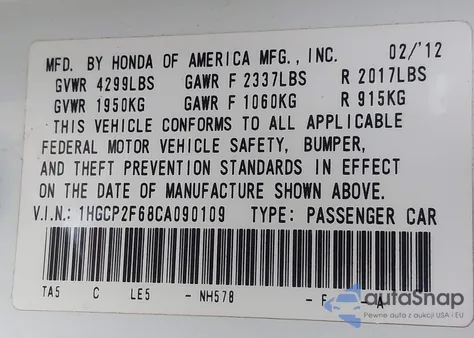 MFD. BY HONDA OF AMERICA MFG., INC. 02/'12
GVWR 4299LBS GAWR F 2337LBS R 2017LBS
GVWR 1950KG GAWR F 1060KG R 915KG
THIS VEHICLE CONFORMS TO ALL APPLICABLE
FEDERAL MOTOR VEHICLE SAFETY, BUMPER,
AND THEFT PREVENTION STANDARDS IN EFFECT
ON THE DATE OF MANUFACTURE SHOWN ABOVE.
V.I.N.: 1HGCP2F68CA090109 TYPE: PASSENGER CAR
TA5 C LE5 - NH578 - F - A
autaSnap
Pewne auta z aukcji USA i EU